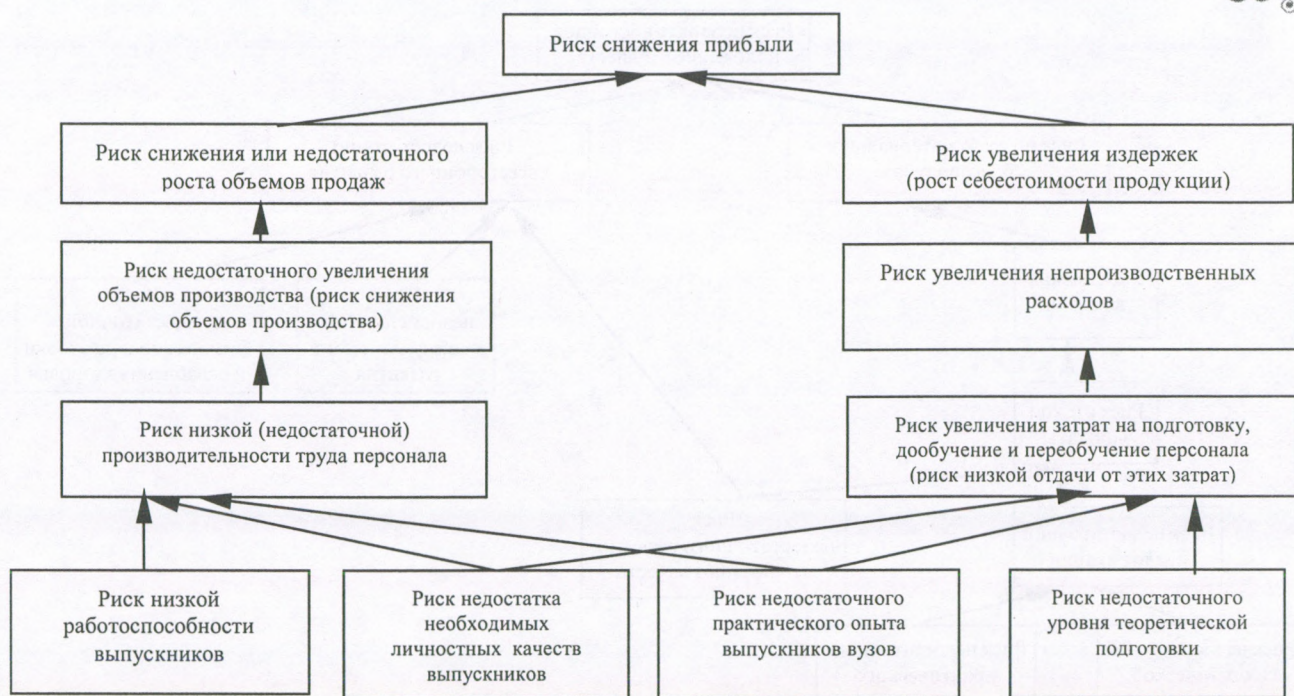 Риск снижения прибыли
Риск снижения или недостаточного
роста объемов продаж
Риск увеличения издержек
(рост себестоимости продукции)
Риск недостаточного увеличения
объемов производства (риск снижения
объемов производства)
Риск увеличения непроизводственных
расходов
Риск низкой (недостаточной)
производительности труда персонала
Риск увеличения затрат на подготовку,
дообучение и переобучение персонала
(риск низкой отдачи от этих затрат)
Риск низкой
работоспособности
выпускников
Риск недостатка
необходимых
личностных качеств
выпускников
Риск недостаточного
практического опыта
выпускников вузов
Риск недостаточного
уровня теоретической
подготовки